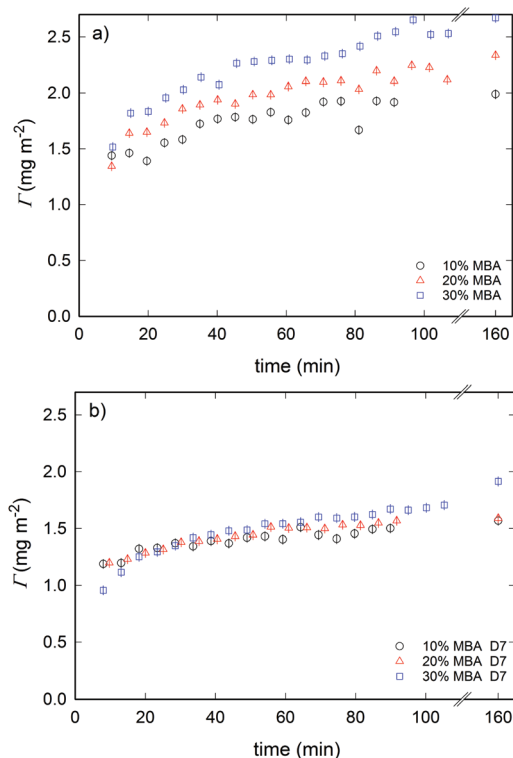 a)
2.5
2.0
1.5
1.0
0.5
0.0
Γ (mg m-2)
10% MBA
20% MBA
30% MBA
0 20 40 60 80 100 160
time (min)
b)
2.5
2.0
1.5
1.0
0.5
0.0
Γ (mg m-2)
10% MBA D7
20% MBA D7
30% MBA D7
0 20 40 60 80 100 160
time (min)